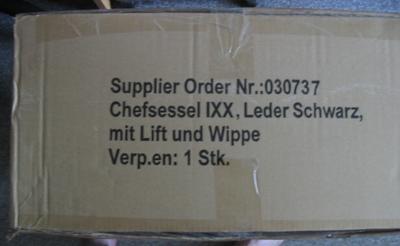 Supplier Order Nr.:030737
Chefsessel IXX, Leder Schwarz,
mit Lift und Wippe
Verp.en: 1 Stk.